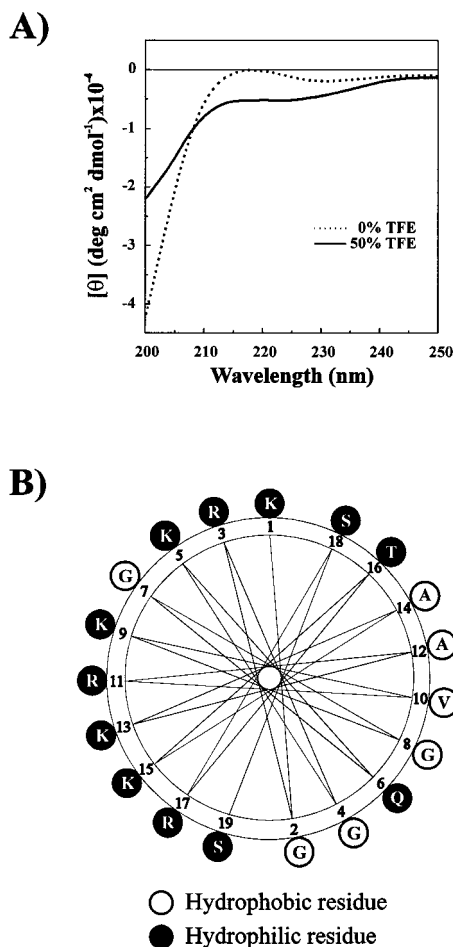 A)
0
-1
-2
-3
-4
[θ] (deg cm² dmol⁻¹)x10⁻⁴
0% TFE
50% TFE
200 210 220 230 240 250
Wavelength (nm)
B)
K
R
S
K
T
G
A
K
A
R
V
K
G
K
Q
R
G
S
G
1
3
18
5
16
7
14
9
12
11
10
13
8
15
6
17
4
19
2
Hydrophobic residue
Hydrophilic residue